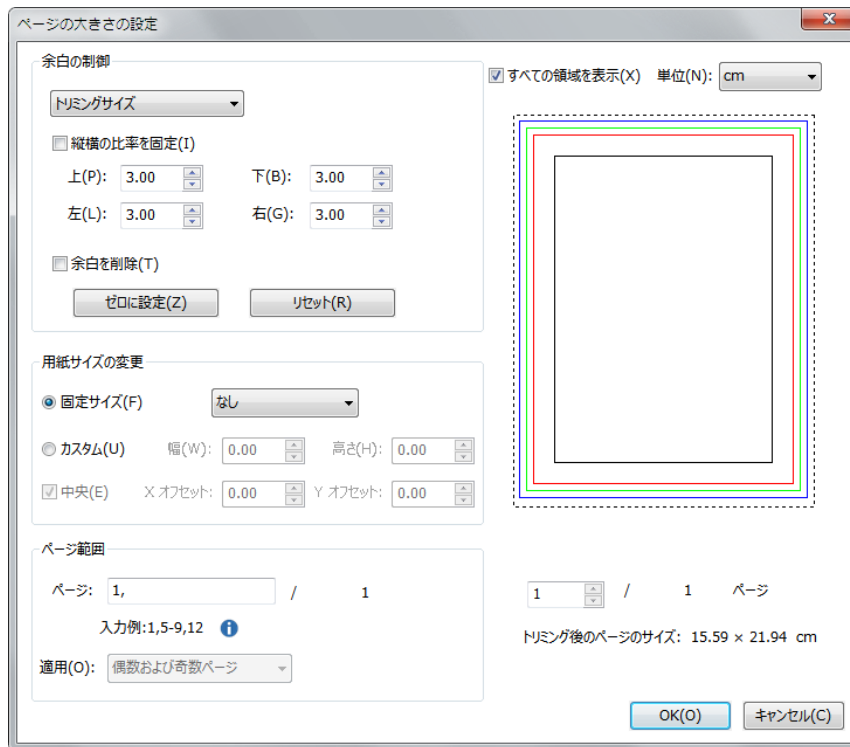 ページの大きさの設定
余白の制御
トリミングサイズ
縦横の比率を固定(I)
上(P): 3.00 下(B): 3.00
左(L): 3.00 右(G): 3.00
余白を削除(T)
ゼロに設定(Z) リセット(R)
すべての領域を表示(X) 単位(N): cm
用紙サイズの変更
固定サイズ(F) なし
カスタム(U) 幅(W): 0.00 高さ(H): 0.00
中央(E) X オフセット: 0.00 Y オフセット: 0.00
ページ範囲
ページ: 1, / 1
入力例:1,5-9,12
適用(O): 偶数および奇数ページ
1 / 1 ページ
トリミング後のページのサイズ: 15.59 × 21.94 cm
OK(O) キャンセル(C)